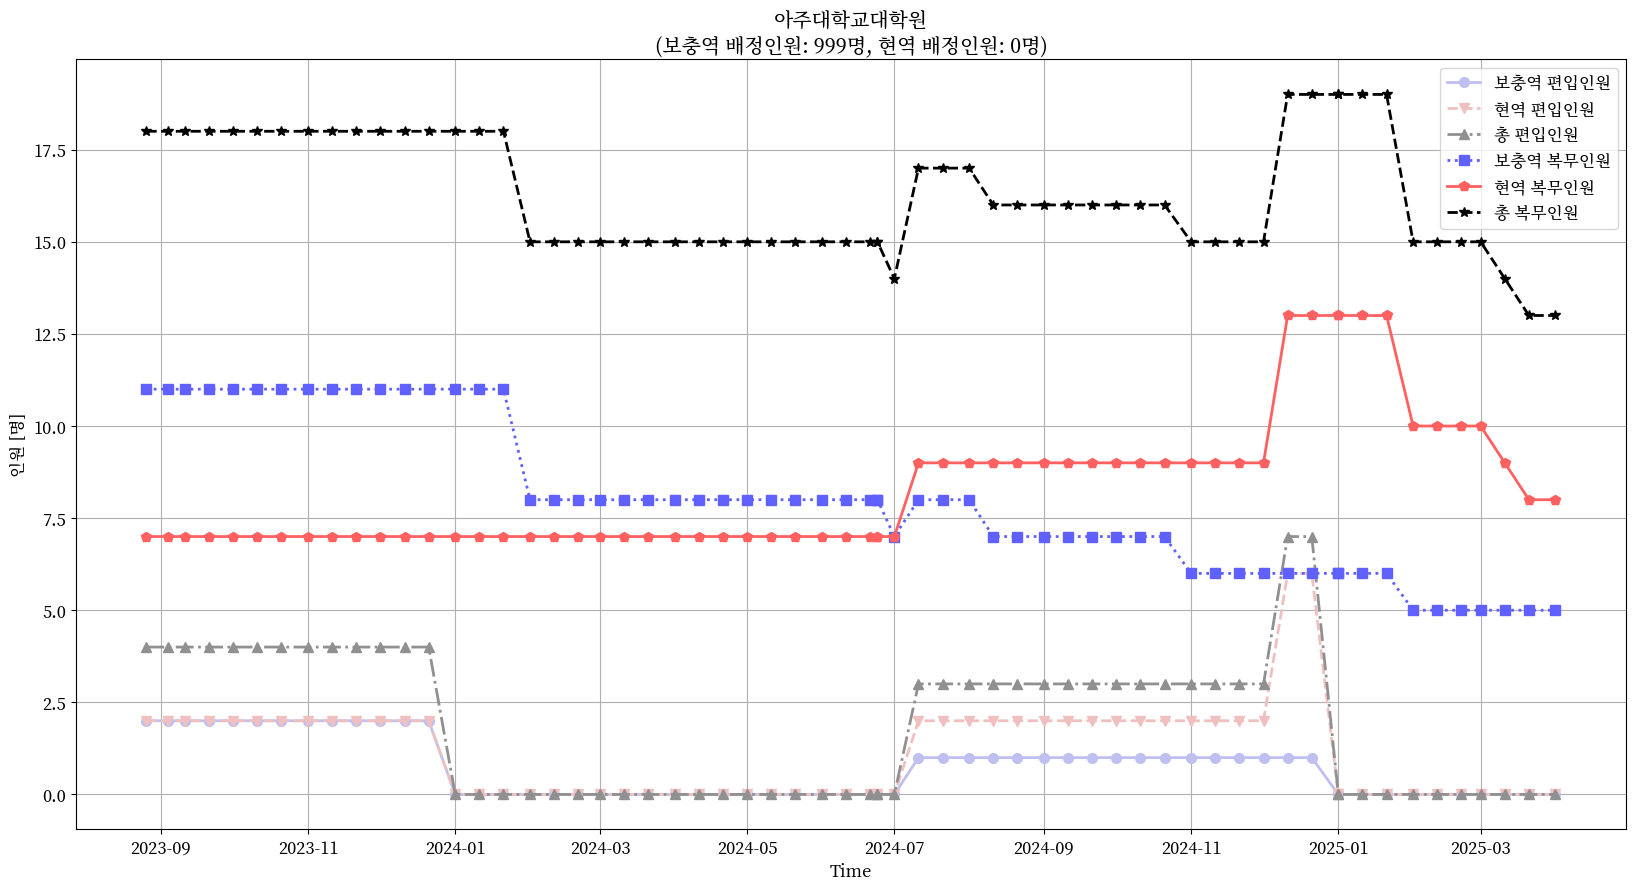 아주대학교대학원
(보충역 배정인원: 999명, 현역 배정인원: 0명)
보충역 편입인원
현역 편입인원
총 편입인원
보충역 복무인원
현역 복무인원
총 복무인원
17.5
15.0
12.5
10.0
7.5
5.0
2.5
0.0
인원 [명]
2023-09
2023-11
2024-01
2024-03
2024-05
2024-07
2024-09
2024-11
2025-01
2025-03
Time